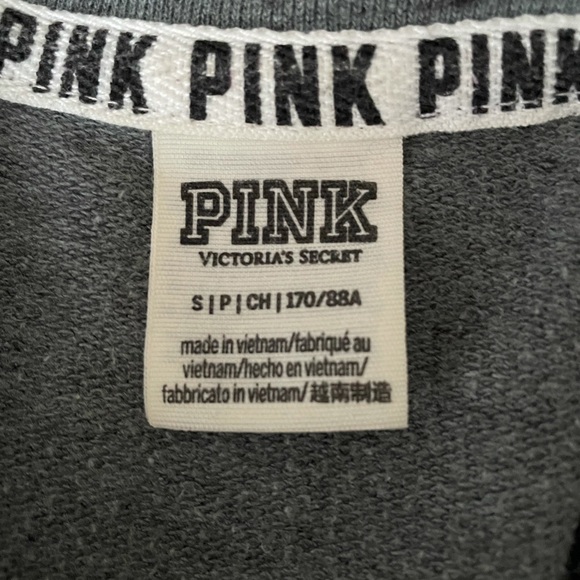 PINK PINK PINK
PINK
VICTORIA'S SECRET
S|P|CH|170/88A
made in vietnam/fabriqué au
vietnam/hecho en vietnam/
fabbricato in vietnam/越南制造